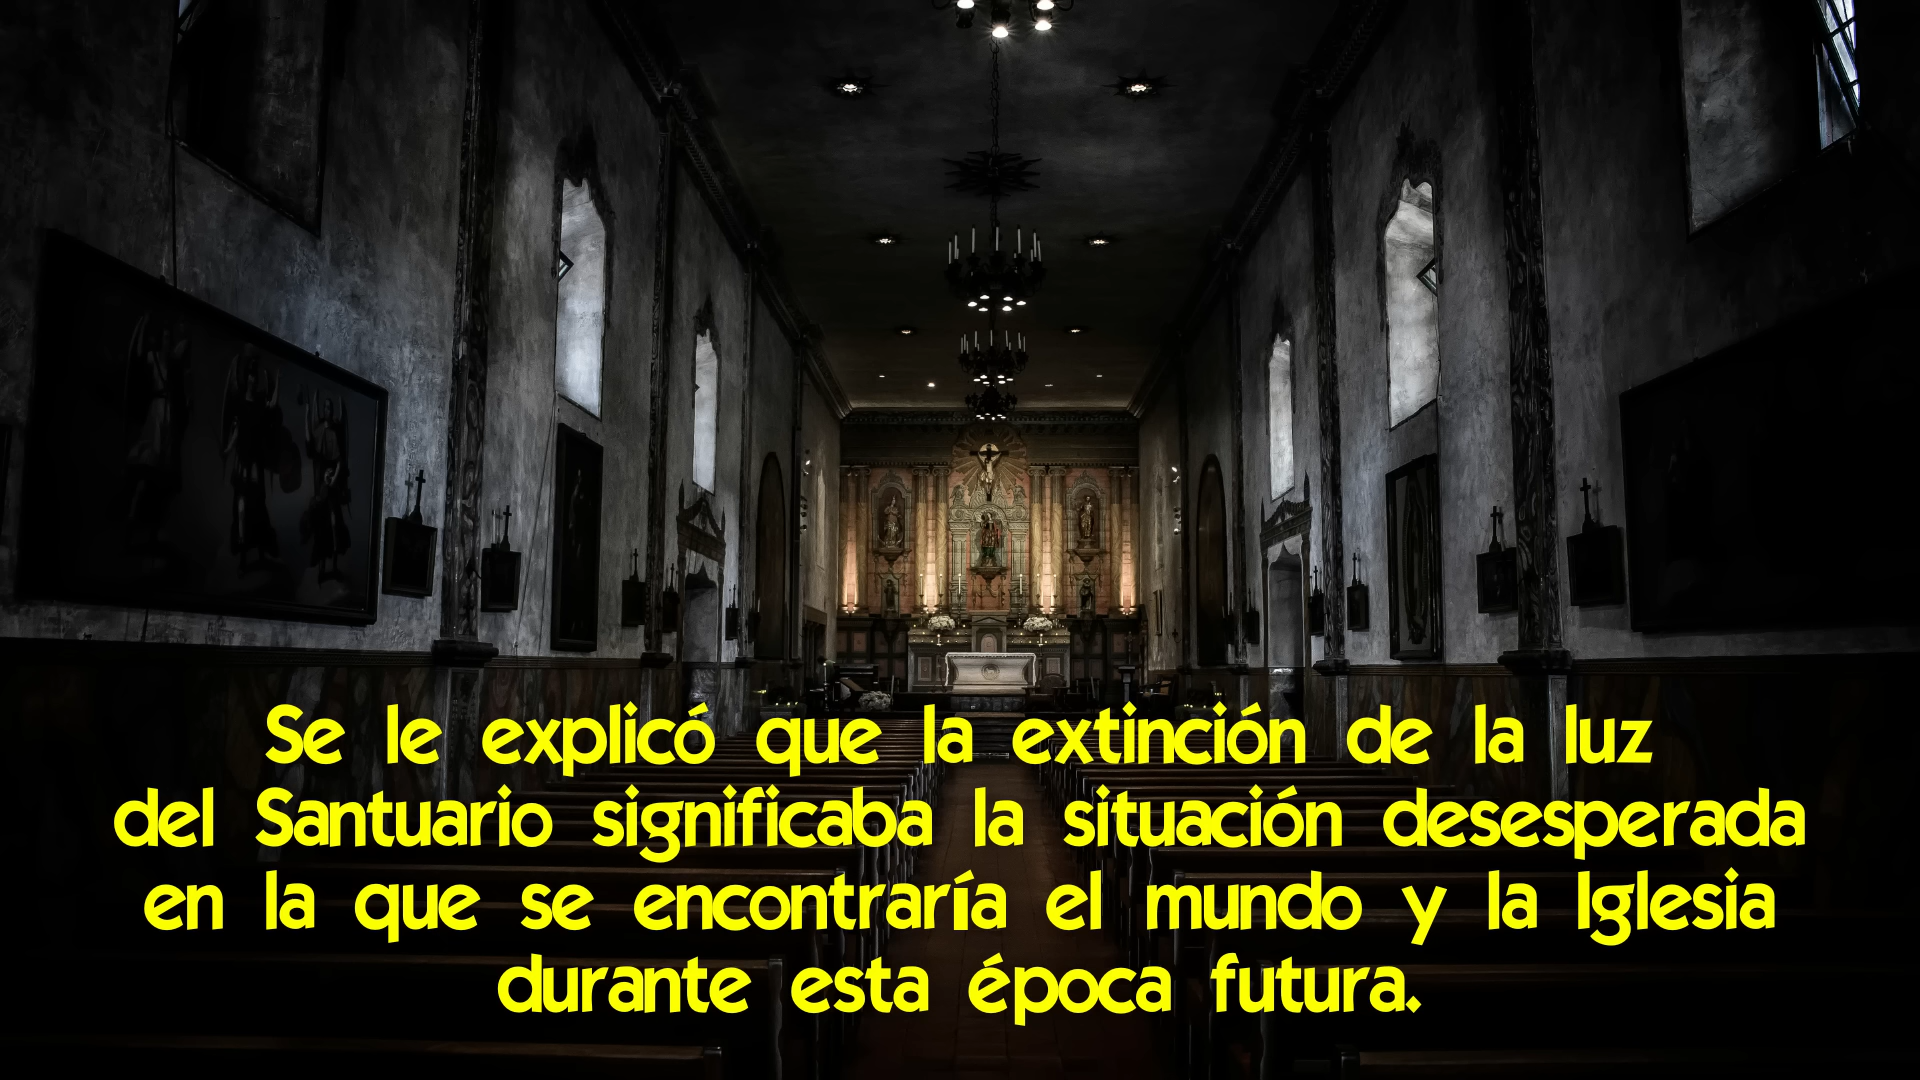 Se le explicó que la extinción de la luz
del Santuario significaba la situación desesperada
en la que se encontraría el mundo y la Iglesia
durante esta época futura.